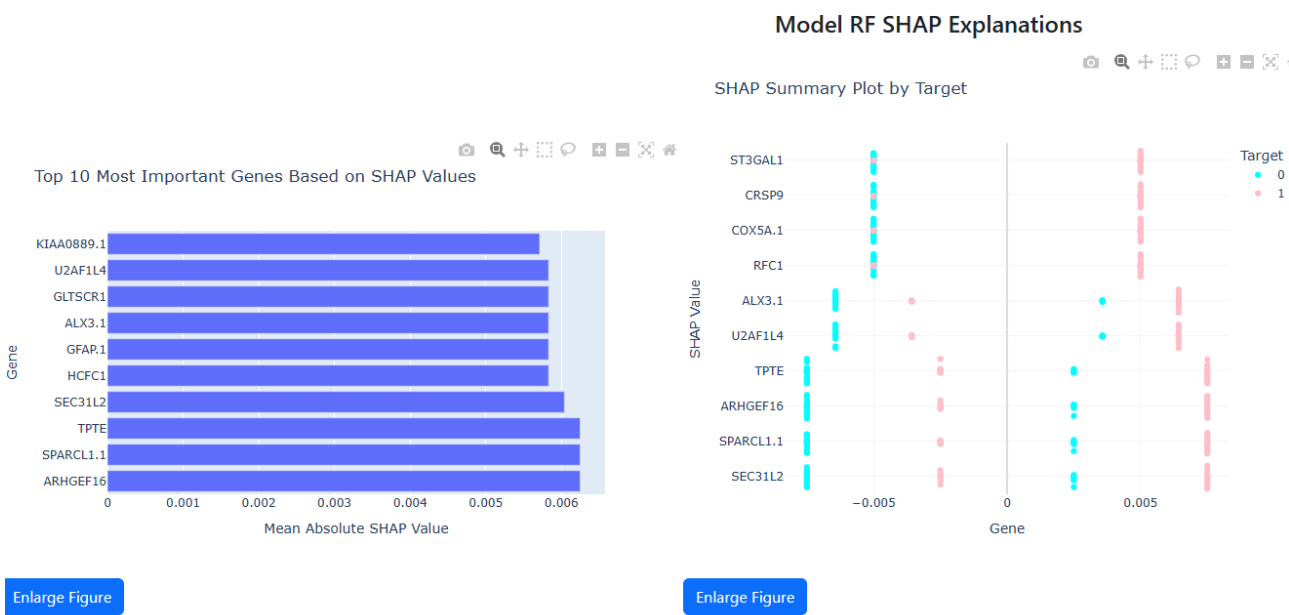 Model RF SHAP Explanations
SHAP Summary Plot by Target
Top 10 Most Important Genes Based on SHAP Values
Gene
KIAA0889.1
U2AF1L4
GLTSCR1
ALX3.1
GFAP.1
HCFC1
SEC31L2
TPTE
SPARCL1.1
ARHGEF16
0 0.001 0.002 0.003 0.004 0.005 0.006
Mean Absolute SHAP Value
Enlarge Figure
SHAP Value
ST3GAL1
CRSP9
COX5A.1
RFC1
ALX3.1
U2AF1L4
TPTE
ARHGEF16
SPARCL1.1
SEC31L2
−0.005 0 0.005
Gene
Target
0
1
Enlarge Figure